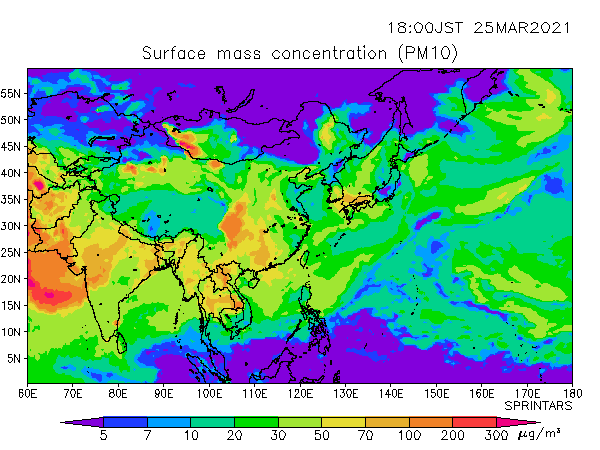 18:00JST 25MAR2021
Surface mass concentration (PM10)
55N
50N
45N
40N
35N
30N
25N
20N
15N
10N
5N
60E 70E 80E 90E 100E 110E 120E 130E 140E 150E 160E 170E 180
SPRINTARS
5 7 10 20 30 50 70 100 200 300 μg/m³